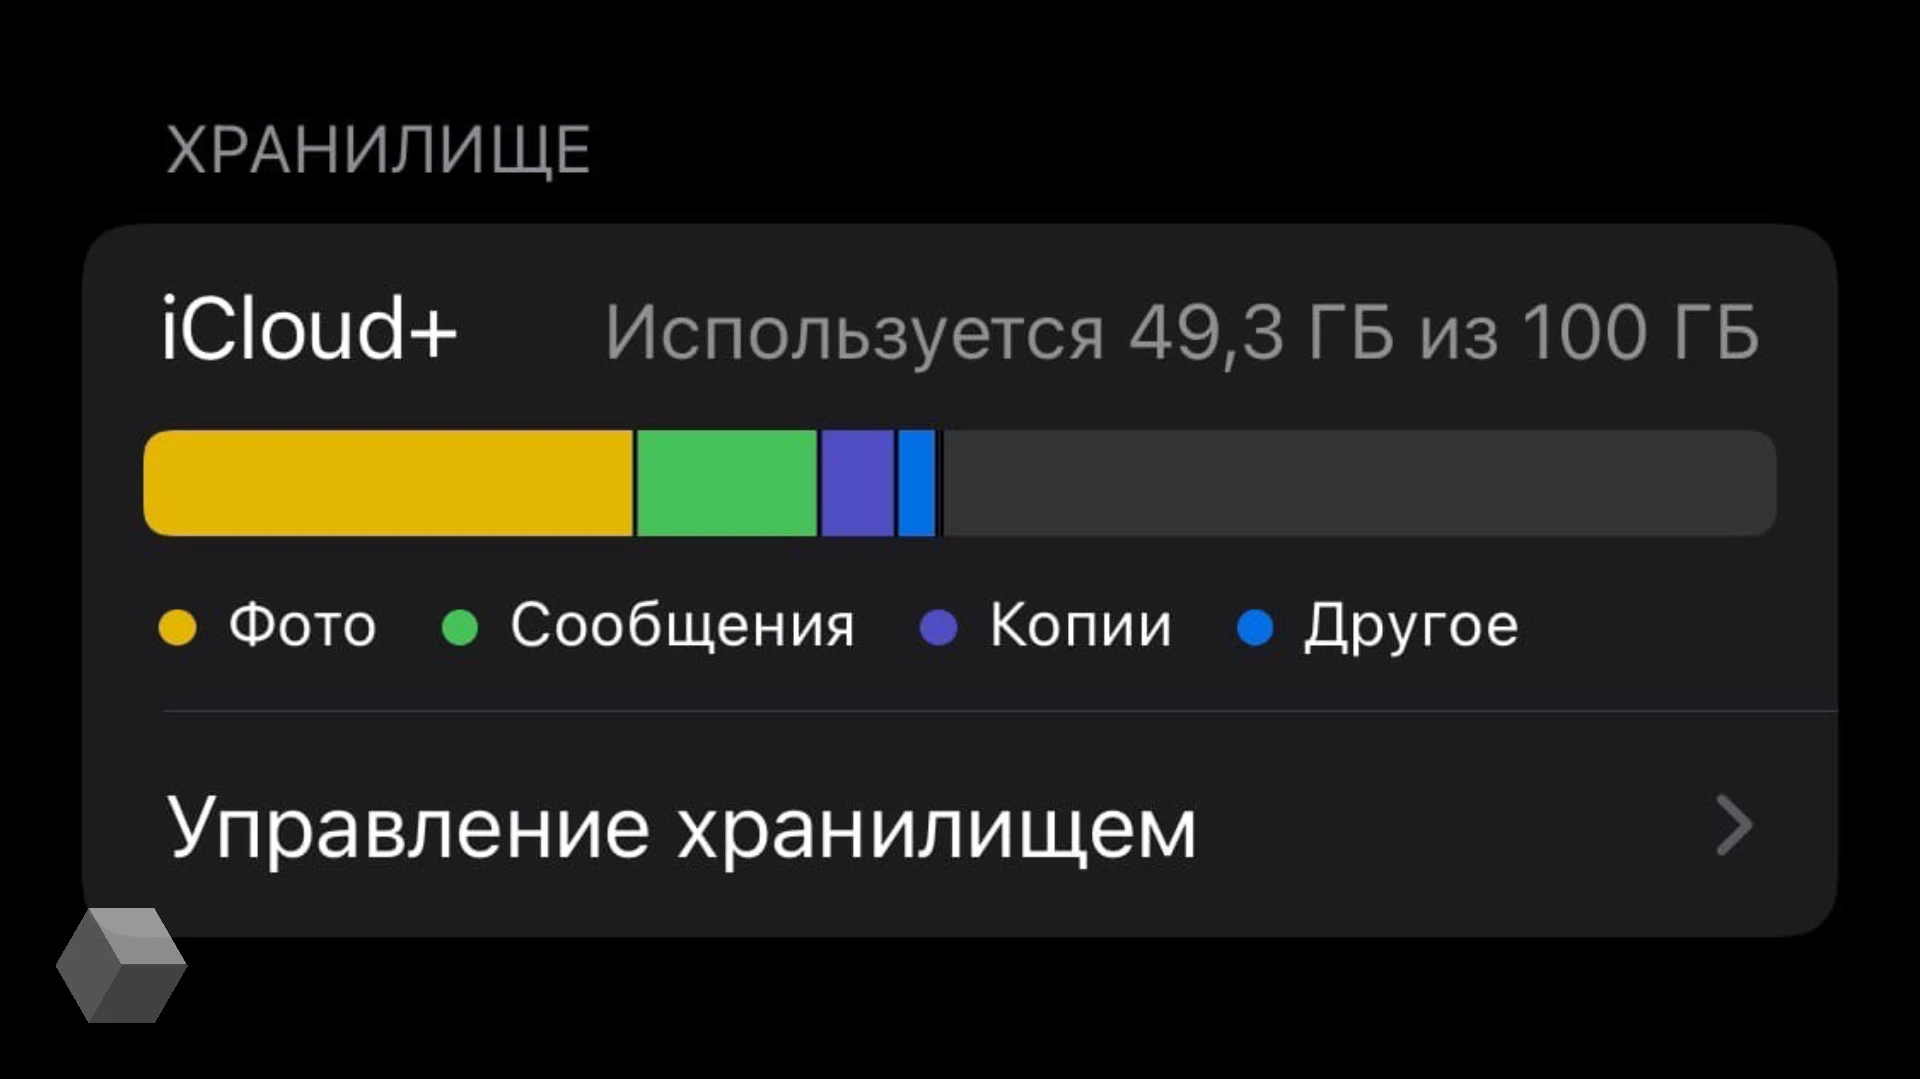 ХРАНИЛИЩЕ
iCloud+ Используется 49,3 ГБ из 100 ГБ
Фото Сообщения Копии Другое
Управление хранилищем